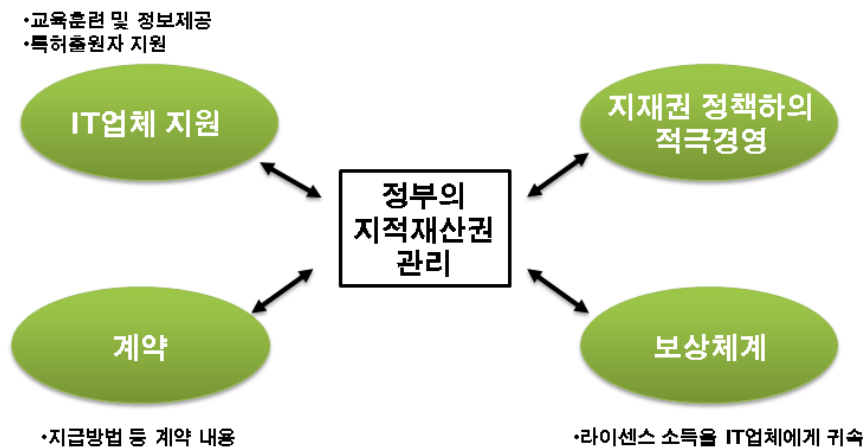 •교육훈련 및 정보제공
•특허출원자 지원
IT업체 지원
지재권 정책하의
적극경영
정부의
지적재산권
관리
계약
보상체계
•지급방법 등 계약 내용
•라이센스 소득을 IT업체에게 귀속